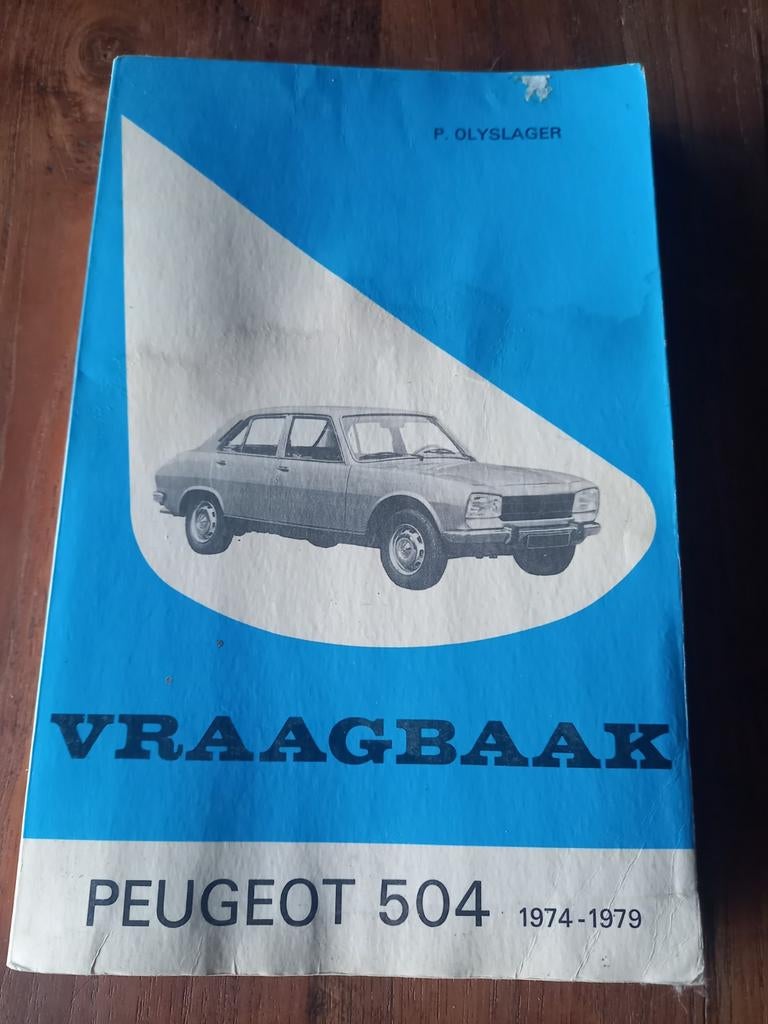 P. OLYSLAGER
VRAAGBAAK
PEUGEOT 504 1974-1979